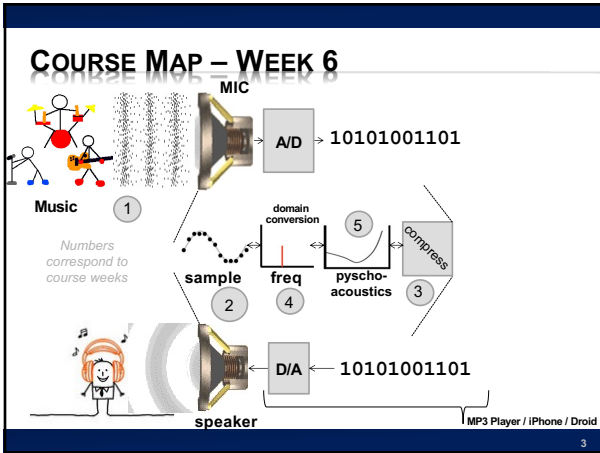 COURSE MAP – WEEK 6
MIC
A/D
10101001101
Music
1
Numbers
correspond to
course weeks
domain
conversion
5
compress
sample
freq
pyscho-
acoustics
2
4
3
D/A
10101001101
speaker
MP3 Player / iPhone / Droid
3